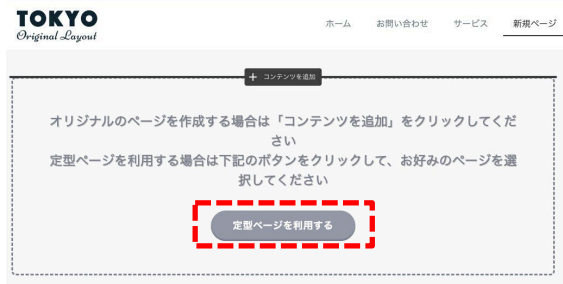 TOKYO
Original Layout
ホーム お問い合わせ サービス 新規ページ
+ コンテンツを追加
オリジナルのページを作成する場合は「コンテンツを追加」をクリックしてくだ
さい
定型ページを利用する場合は下記のボタンをクリックして、お好みのページを選
択してください
定型ページを利用する